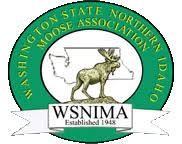 WASHINGTON STATE NORTHERN IDAHO
MOOSE ASSOCIATION
WSNIMA
Established 1948